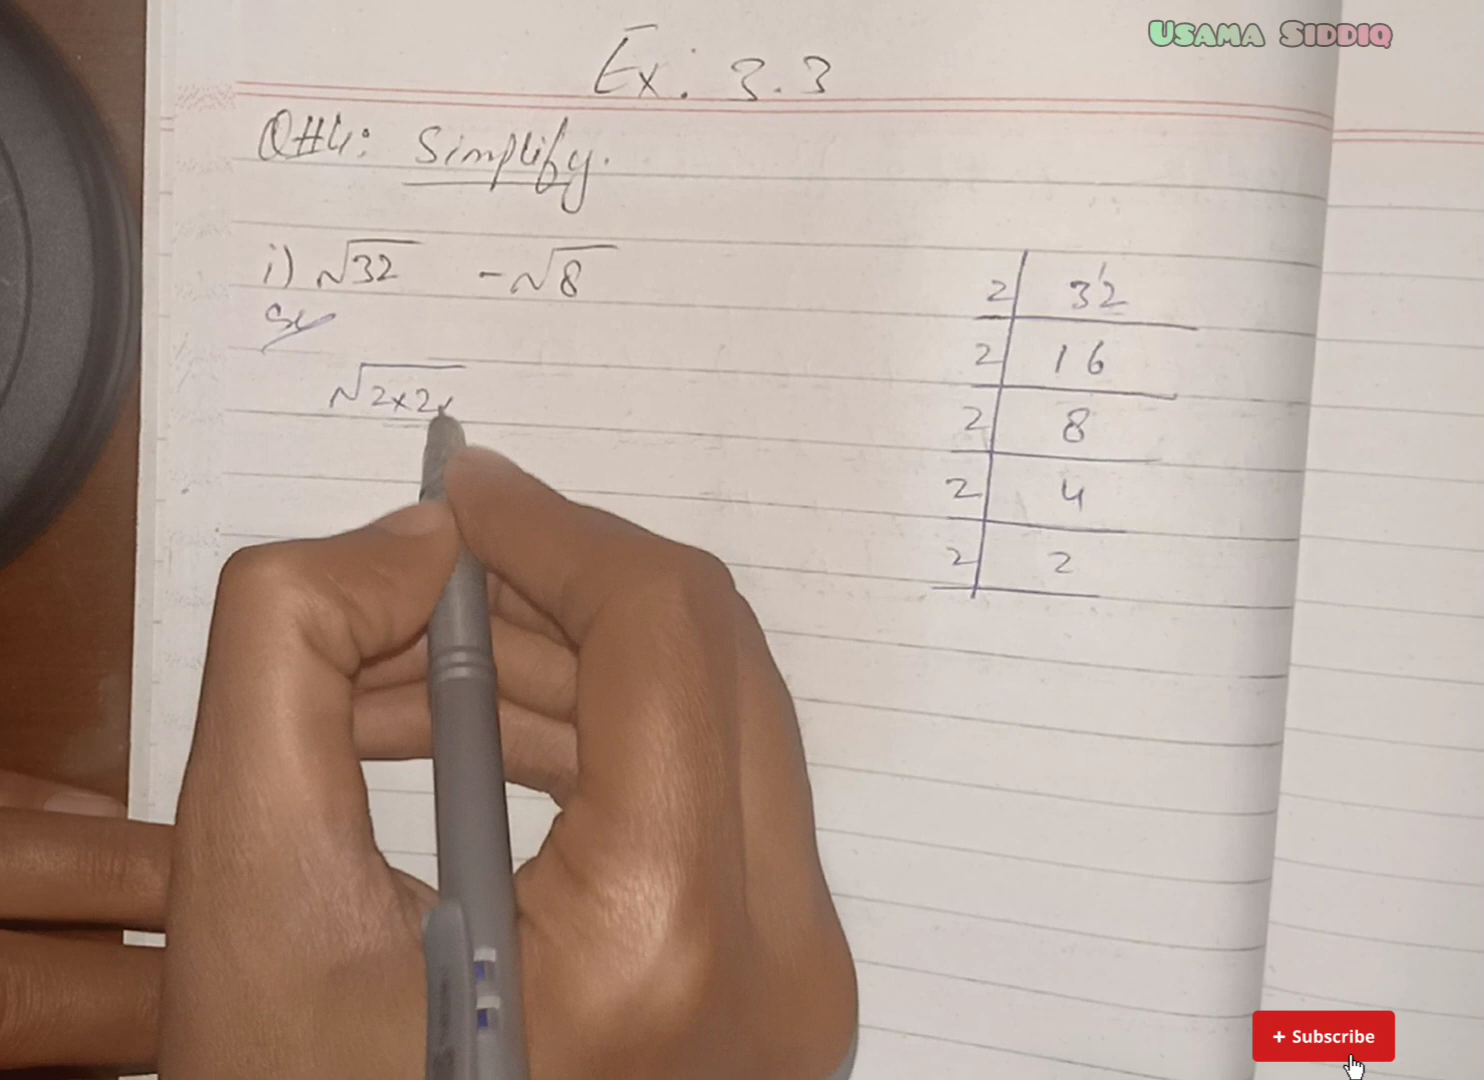 USAMA SIDDIQ
Ex: 3.3
Q#4: Simplify.
i) √32 - √8
Sol
√2×2×
2 32
2 16
2 8
2 4
2 2
+ Subscribe